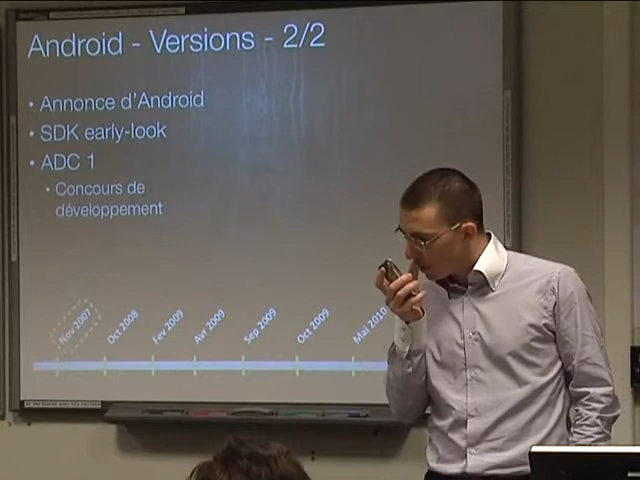 Android - Versions - 2/2
• Annonce d'Android
• SDK early-look
• ADC 1
• Concours de
développement
Nov 2007
Oct 2008
Fev 2009
Avr 2009
Sep 2009
Oct 2009
Mai 2010